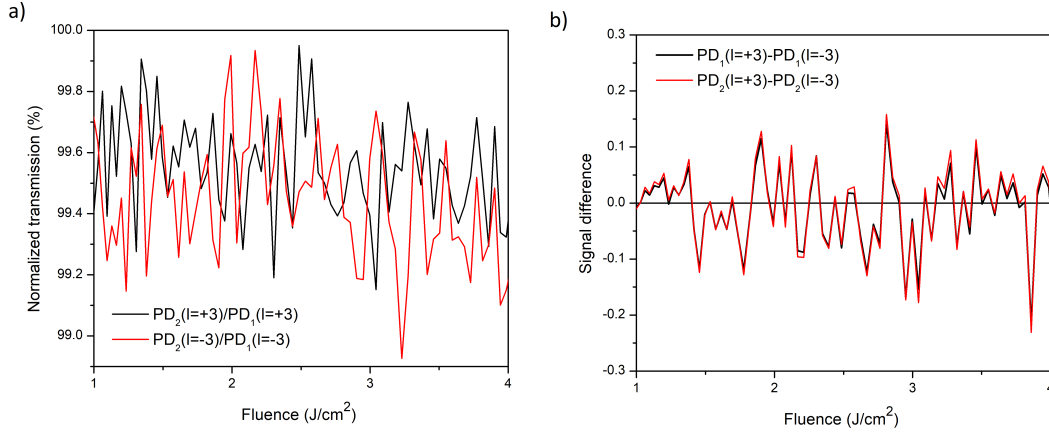 a)
Normalized transmission (%)
100.0
99.8
99.6
99.4
99.2
99.0
PD₂(l=+3)/PD₁(l=+3)
PD₂(l=-3)/PD₁(l=-3)
1 2 3 4
Fluence (J/cm²)
b)
Signal difference
0.3
0.2
0.1
0.0
-0.1
-0.2
-0.3
PD₁(l=+3)-PD₁(l=-3)
PD₂(l=+3)-PD₂(l=-3)
1 2 3 4
Fluence (J/cm²)